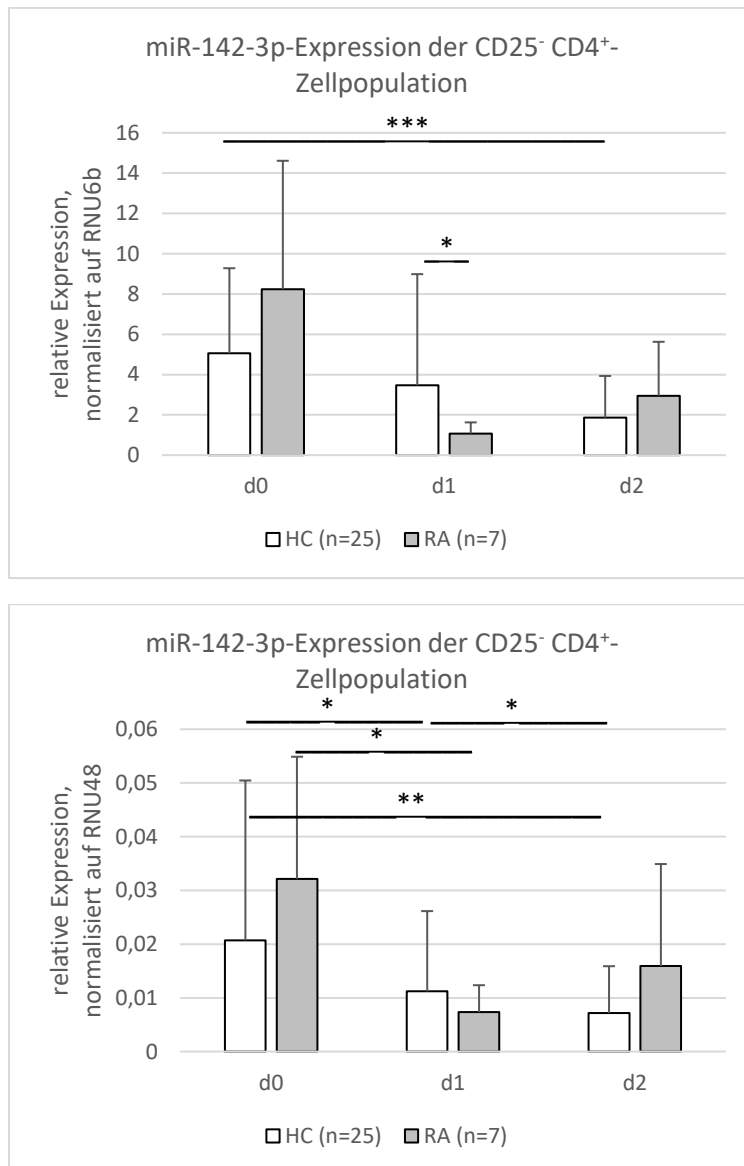 miR-142-3p-Expression der CD25⁻ CD4⁺-
Zellpopulation
relative Expression,
normalisiert auf RNU6b
16
14
12
10
8
6
4
2
0
***
*
d0 d1 d2
HC (n=25) RA (n=7)
miR-142-3p-Expression der CD25⁻ CD4⁺-
Zellpopulation
relative Expression,
normalisiert auf RNU48
0,06
0,05
0,04
0,03
0,02
0,01
0
* *
*
**
d0 d1 d2
HC (n=25) RA (n=7)